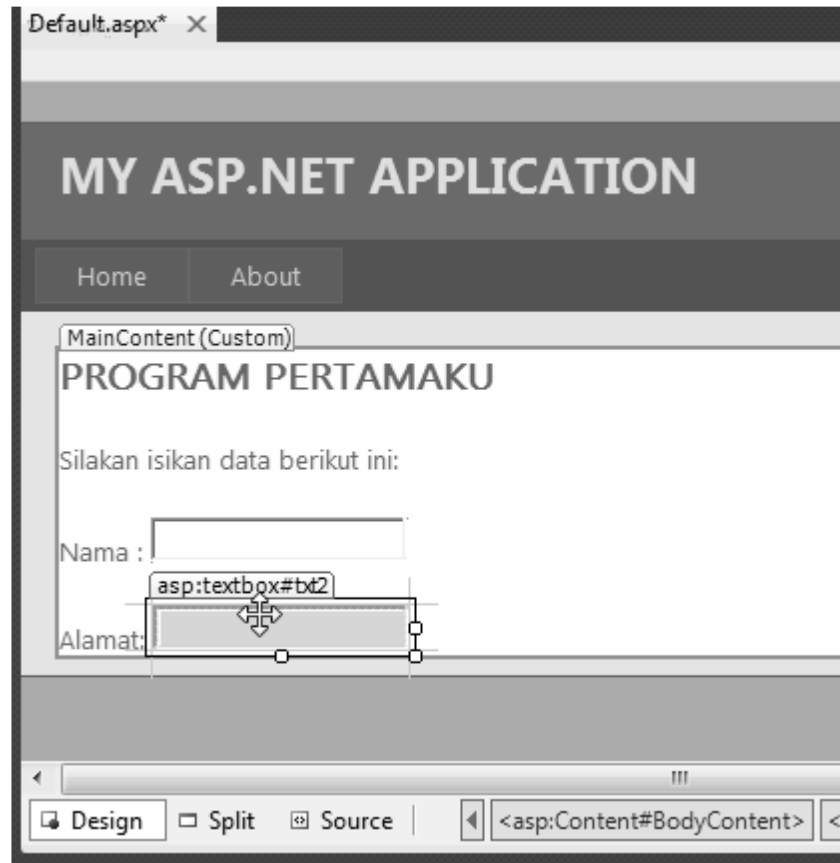 Default.aspx* ×
MY ASP.NET APPLICATION
Home About
MainContent (Custom)
PROGRAM PERTAMAKU
Silakan isikan data berikut ini:
Nama :
asp:textbox#txt2
Alamat:
Design Split Source <asp:Content#BodyContent> <